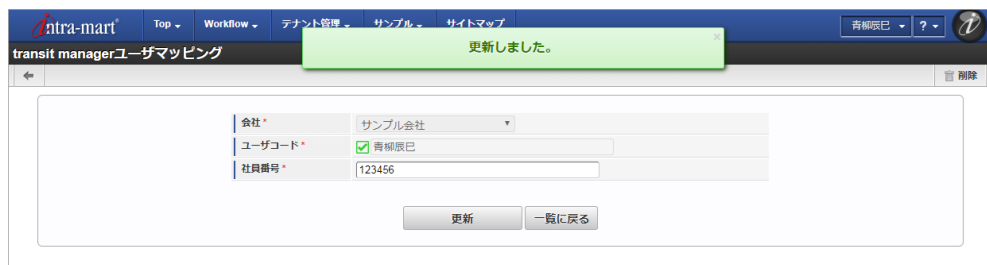 intra-mart
Top
Workflow
テナント管理
サンプル
サイトマップ
青柳辰巳
?
更新しました。
×
transit managerユーザマッピング
削除
会社*
サンプル会社
ユーザコード*
青柳辰巳
社員番号*
123456
更新
一覧に戻る